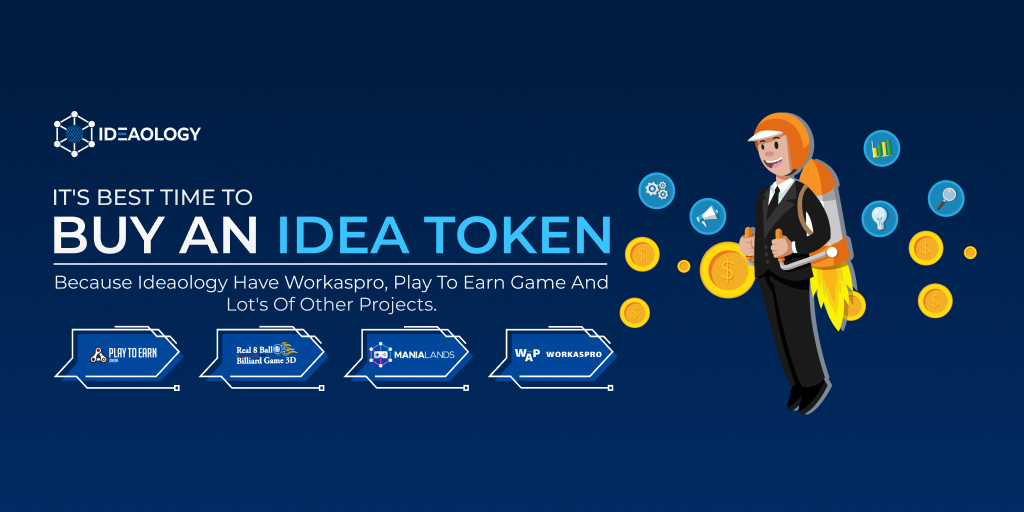 IDEAOLOGY
IT'S BEST TIME TO
BUY AN IDEA TOKEN
Because Ideaology Have Workaspro, Play To Earn Game And
Lot's Of Other Projects.
PLAY TO EARN
Real 8 Ball
Billiard Game 3D
MANIALANDS
WAP WORKASPRO